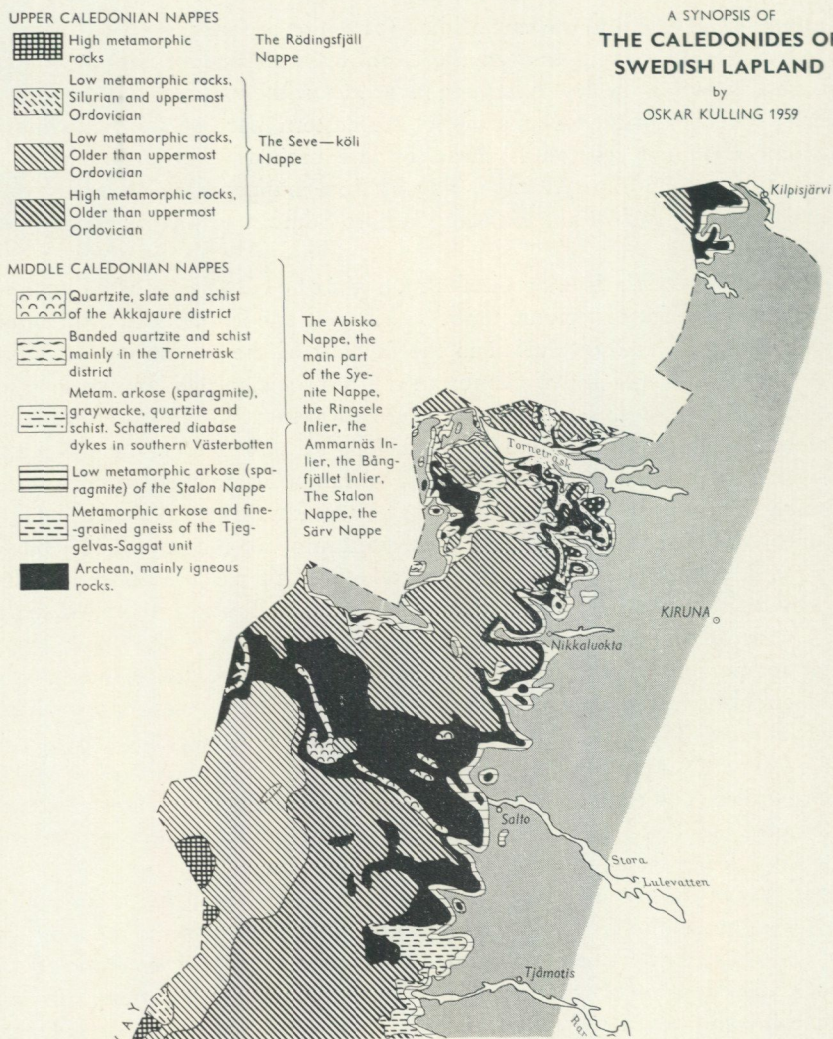 UPPER CALEDONIAN NAPPES
High metamorphic
rocks
The Rödingsfjäll
Nappe
Low metamorphic rocks,
Silurian and uppermost
Ordovician
Low metamorphic rocks,
Older than uppermost
Ordovician
High metamorphic rocks,
Older than uppermost
Ordovician
The Seve—köli
Nappe
MIDDLE CALEDONIAN NAPPES
Quartzite, slate and schist
of the Akkajaure district
Banded quartzite and schist
mainly in the Torneträsk
district
Metam. arkose (sparagmite),
graywacke, quartzite and
schist. Schattered diabase
dykes in southern Västerbotten
Low metamorphic arkose (spa-
ragmite) of the Stalon Nappe
Metamorphic arkose and fine-
-grained gneiss of the Tjeg-
gelvas-Saggat unit
Archean, mainly igneous
rocks.
The Abisko
Nappe, the
main part
of the Sye-
nite Nappe,
the Ringsele
Inlier, the
Ammarnäs In-
lier, the Bång-
fjället Inlier,
The Stalon
Nappe, the
Särv Nappe
A SYNOPSIS OF
THE CALEDONIDES OF
SWEDISH LAPLAND
by
OSKAR KULLING 1959
Kilpisjärvi
Torneträsk
KIRUNA
Nikkaluokta
Salto
Stora
Lulevatten
Tjåmotis